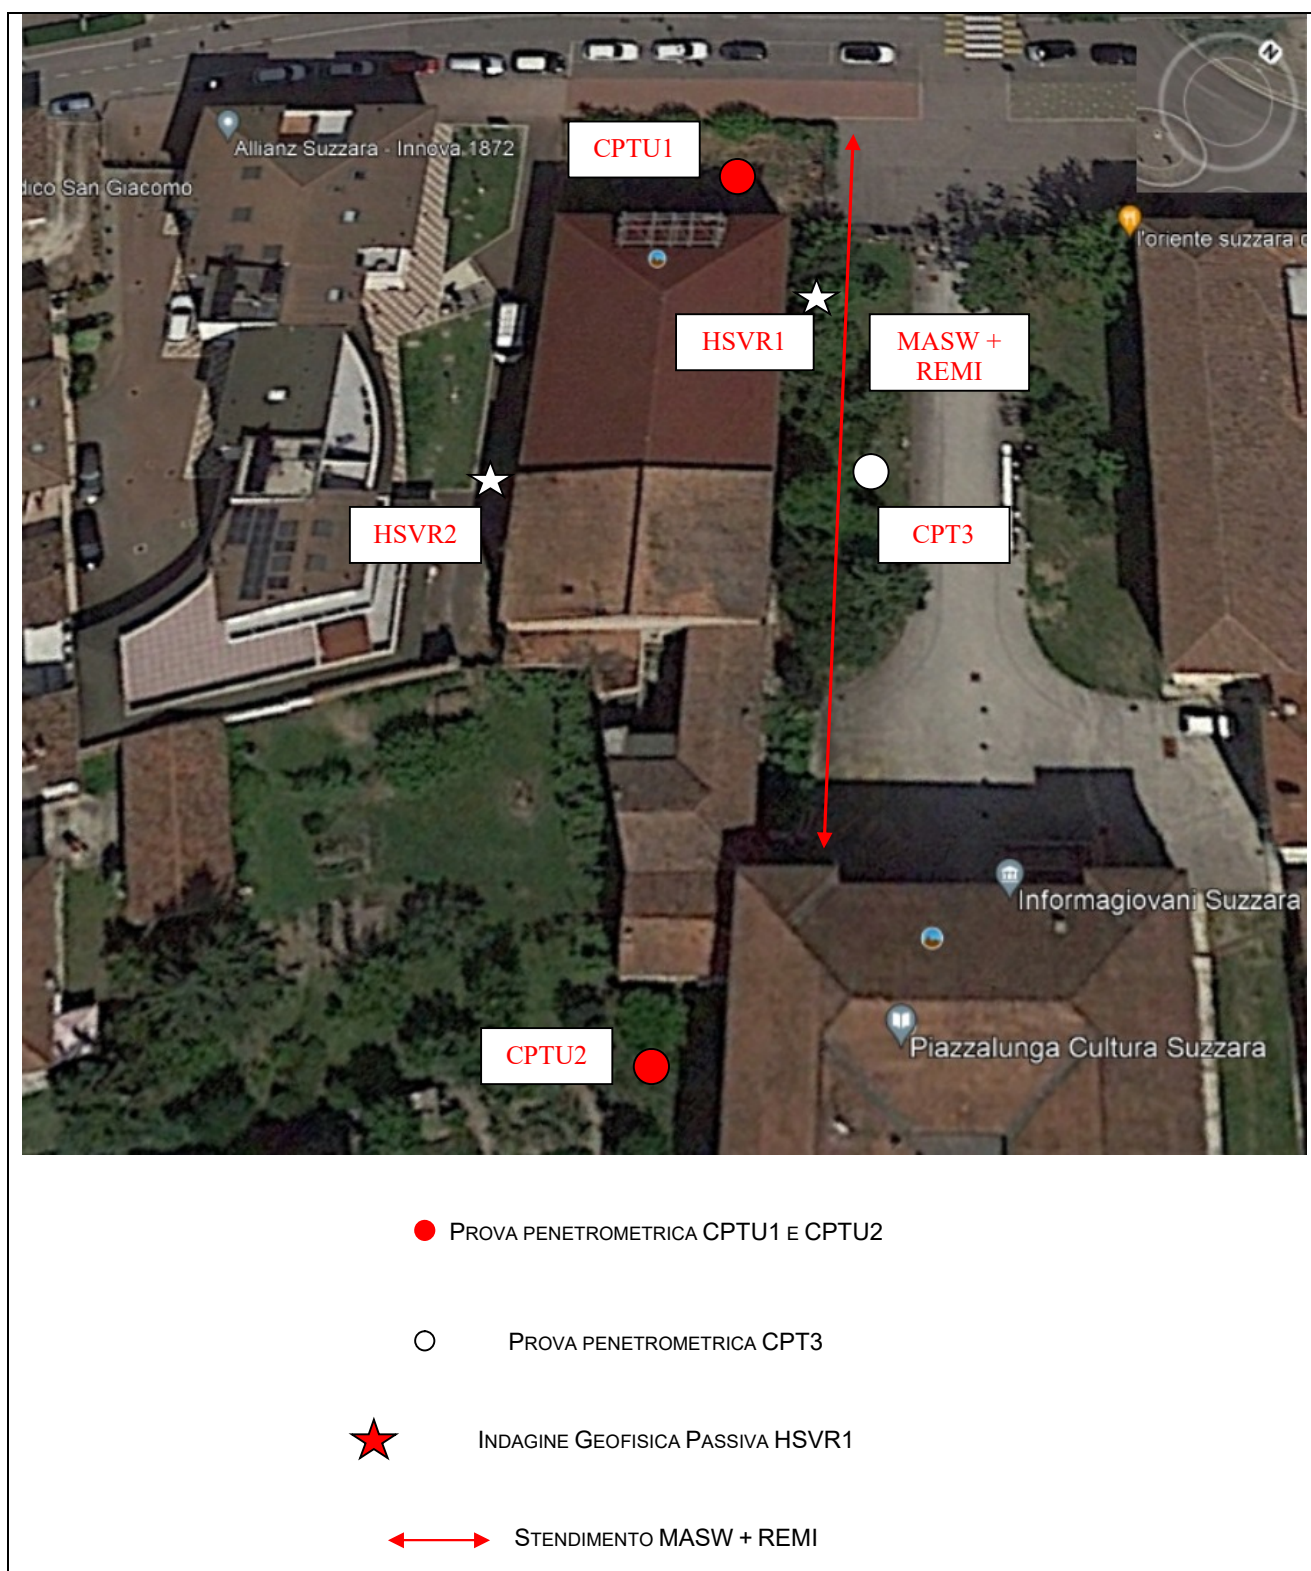 Allianz Suzzara - Innova 1872
dico San Giacomo
CPTU1
l'oriente suzzara c
HSVR1
MASW +
REMI
HSVR2
CPT3
Informagiovani Suzzara
Piazzalunga Cultura Suzzara
CPTU2
PROVA PENETROMETRICA CPTU1 E CPTU2
PROVA PENETROMETRICA CPT3
INDAGINE GEOFISICA PASSIVA HSVR1
STENDIMENTO MASW + REMI